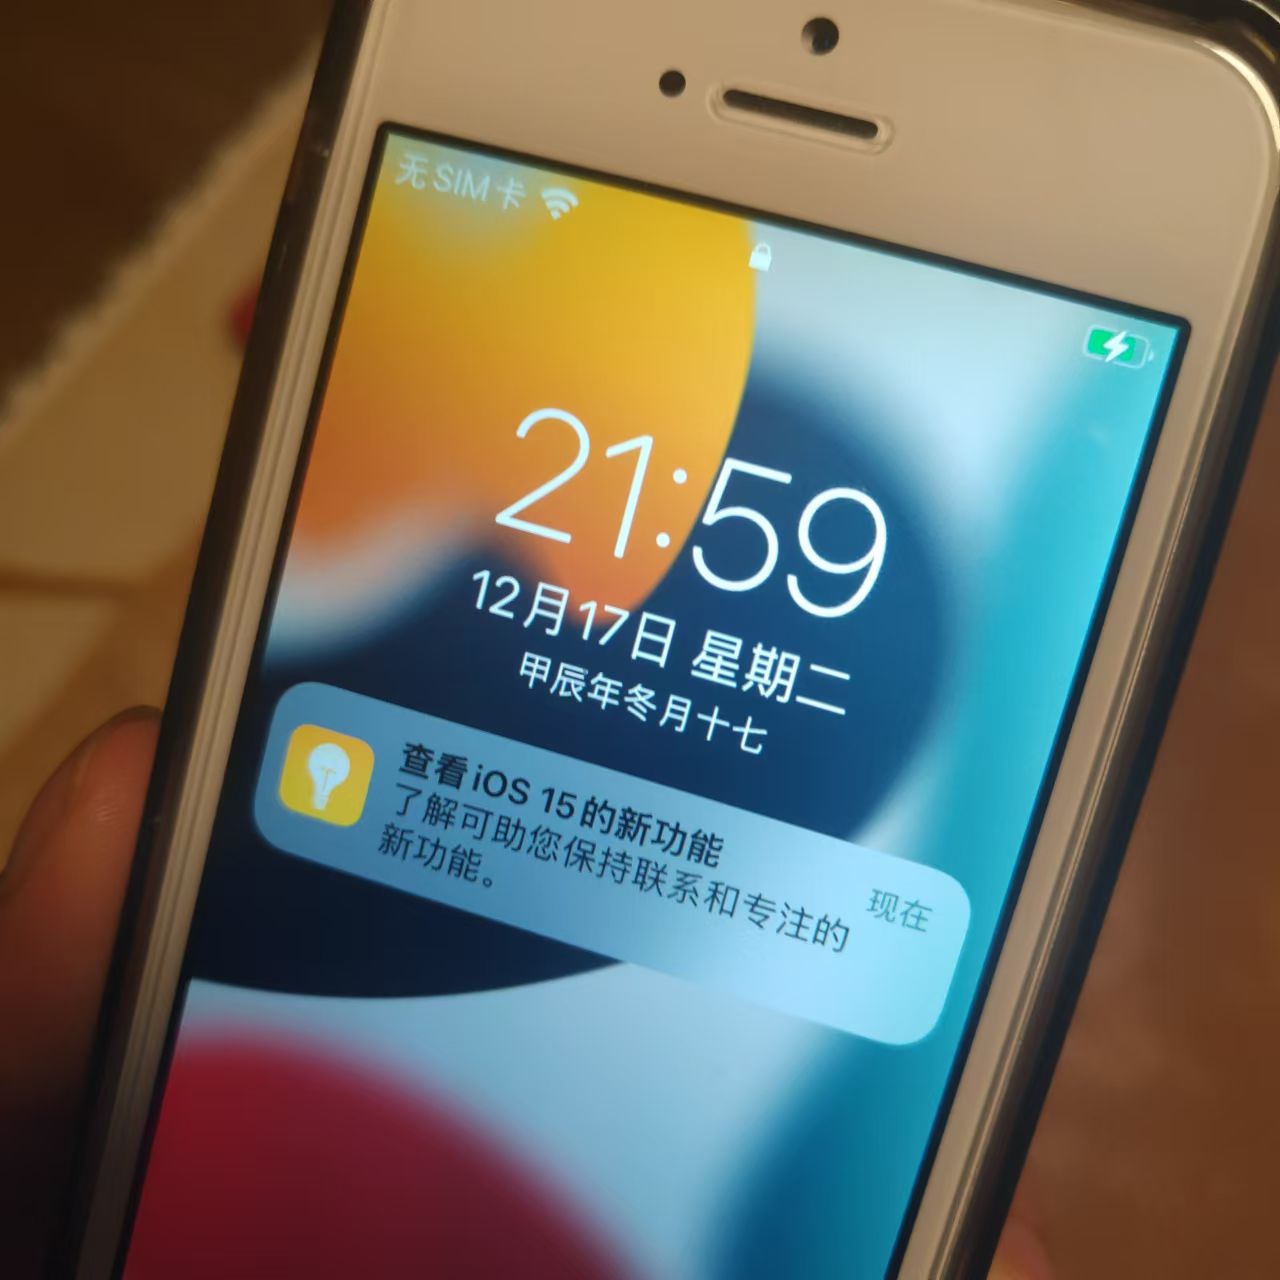 无SIM卡
21:59
12月17日 星期二
甲辰年冬月十七
查看iOS 15的新功能
现在
了解可助您保持联系和专注的
新功能。